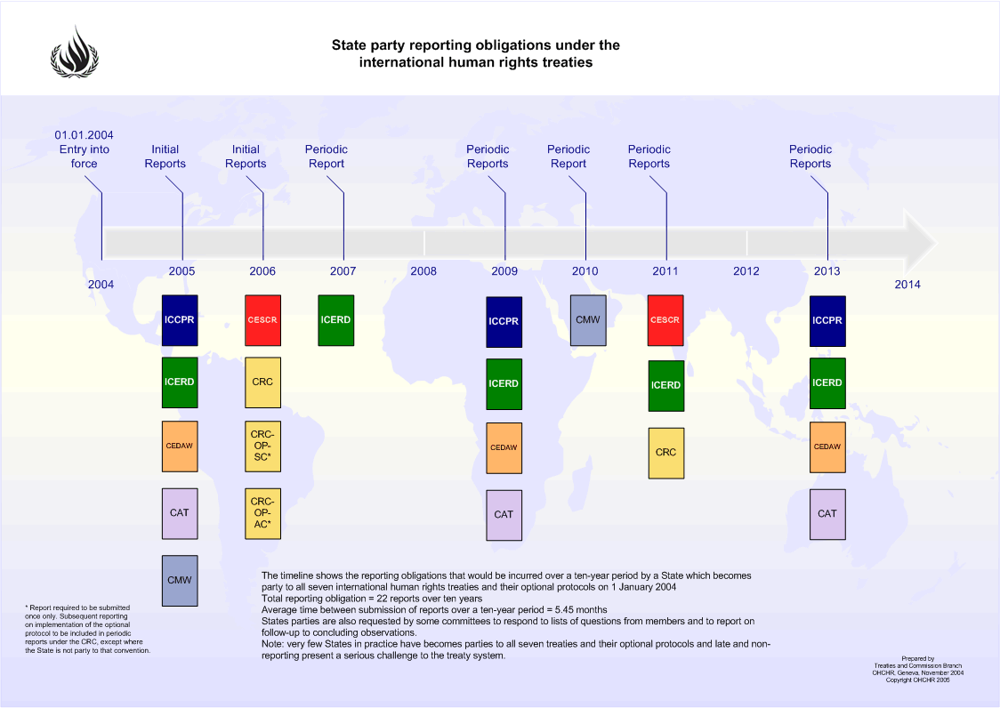 State party reporting obligations under the
international human rights treaties
01.01.2004
Entry into
force
Initial
Reports
Initial
Reports
Periodic
Report
Periodic
Reports
Periodic
Report
Periodic
Reports
Periodic
Reports
2004
2005
2006
2007
2008
2009
2010
2011
2012
2013
2014
ICCPR
ICERD
CEDAW
CAT
CMW
CESCR
CRC
CRC-
OP-
SC*
CRC-
OP-
AC*
ICERD
ICCPR
ICERD
CEDAW
CAT
CMW
CESCR
ICERD
CRC
ICCPR
ICERD
CEDAW
CAT
The timeline shows the reporting obligations that would be incurred over a ten-year period by a State which becomes
party to all seven international human rights treaties and their optional protocols on 1 January 2004
Total reporting obligation = 22 reports over ten years
Average time between submission of reports over a ten-year period = 5.45 months
States parties are also requested by some committees to respond to lists of questions from members and to report on
follow-up to concluding observations.
Note: very few States in practice have becomes parties to all seven treaties and their optional protocols and late and non-
reporting present a serious challenge to the treaty system.
* Report required to be submitted
once only. Subsequent reporting
on implementation of the optional
protocol to be included in periodic
reports under the CRC, except where
the State is not party to that convention.
Prepared by
Treaties and Commission Branch
OHCHR, Geneva, November 2004
Copyright OHCHR 2005